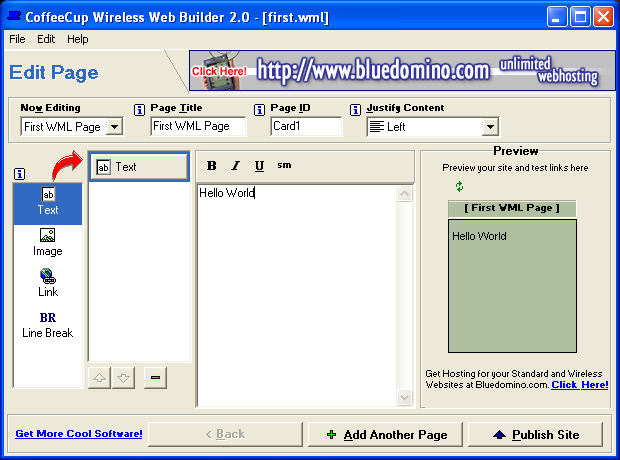 CoffeeCup Wireless Web Builder 2.0 - [first.wml]
File Edit Help
Edit Page
Click Here!
http://www.bluedomino.com
unlimited
webhosting
Now Editing
Page Title
Page ID
Justify Content
First WML Page
First WML Page
Card1
Left
ab Text
Image
Link
BR
Line Break
ab Text
B I U sm
Hello World
Preview
Preview your site and test links here
[ First WML Page ]
Hello World
Get Hosting for your Standard and Wireless
Websites at Bluedomino.com. Click Here!
Get More Cool Software!
< Back
Add Another Page
Publish Site